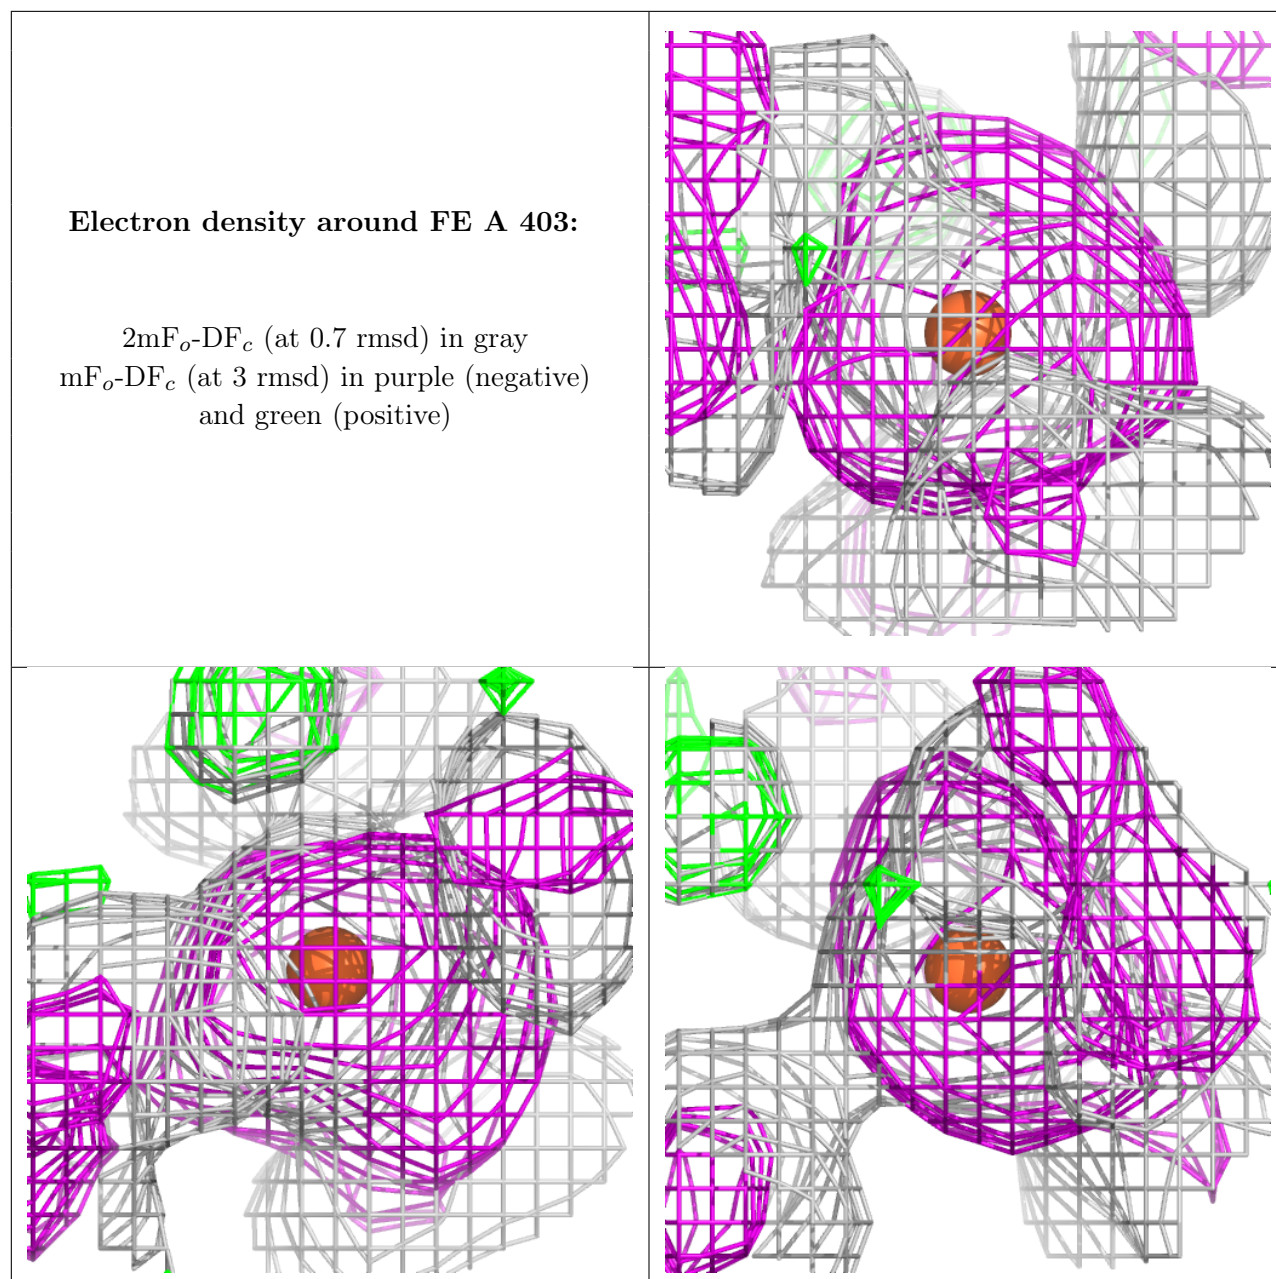 Electron density around FE A 403:
2mFo-DFc (at 0.7 rmsd) in gray
mFo-DFc (at 3 rmsd) in purple (negative)
and green (positive)